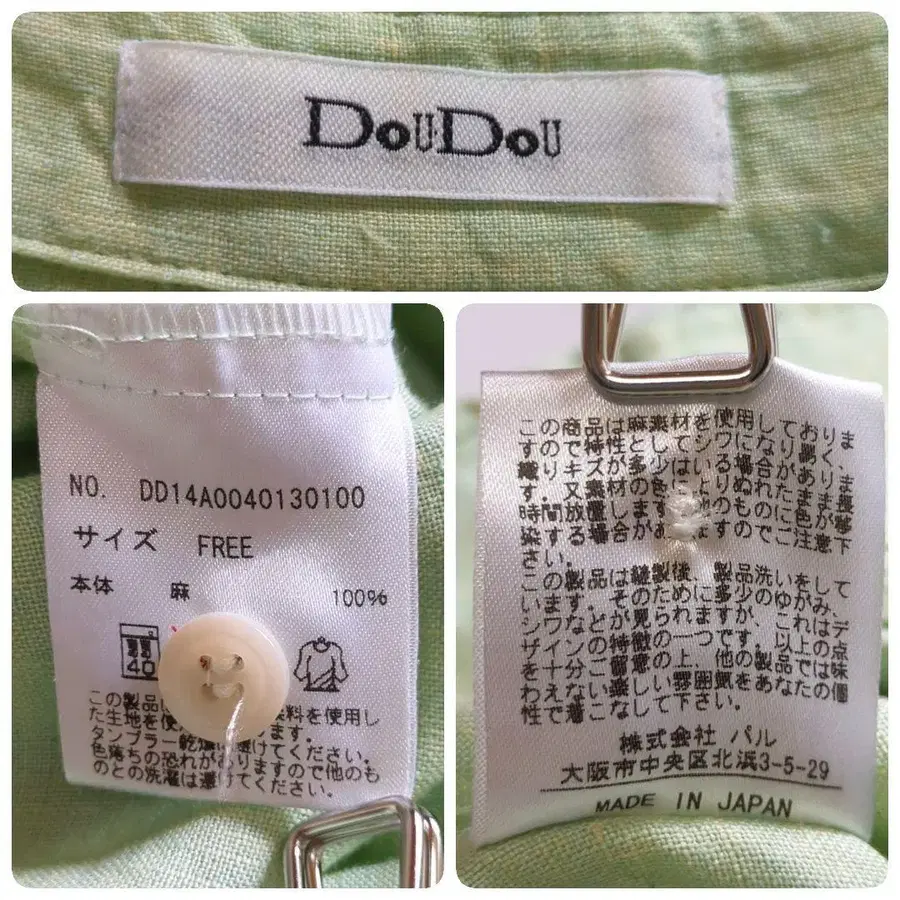 DouDou
NO. DD14A0040130100
サイズ FREE
本体 麻 100%
弱
40
この製品 料を使用し
た生地を使 
タンブラー乾燥は避けてください。
色落ちの恐れがありますので他のも
のとの洗濯は避けてください。
この商品は麻素材を使用しておりま
すので特性としてシワになり易く、
織りキズが多少はいる場合がありま
す。又素材の色によりぬれたまま長
時間放置します 他のものに色が移
染する場合があ ますのでご注意下
さい。
この製品は縫製後、製品洗いをして
います。そのために多少のゆがみ、
シワなどが見られますが、これはデ
ザインの特徴の一つです。以上の点
を十分ご留意の上、他の製品では味
わえない楽しい雰囲気をあなたの個
性で着こなして下さい。
株式会社 パル
大阪市中央区北浜3-5-29
MADE IN JAPAN